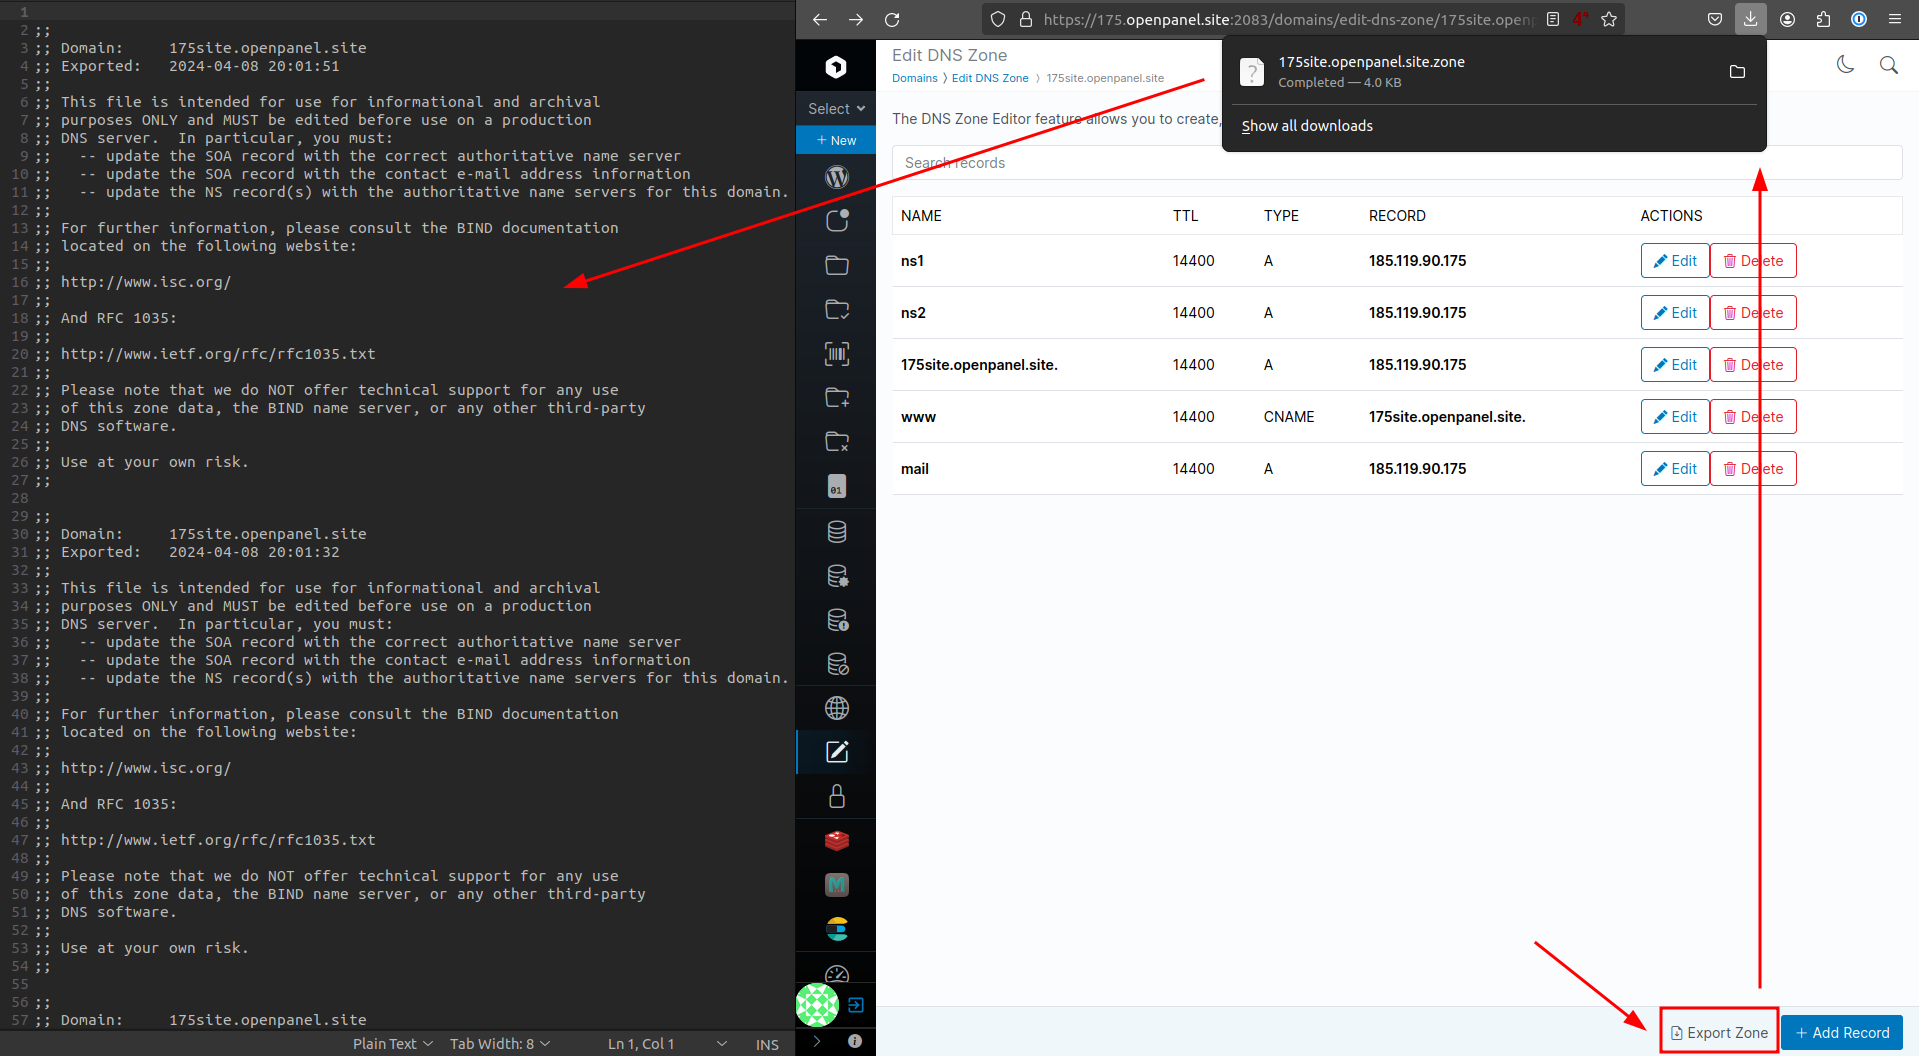 1
2 ;;
3 ;; Domain:     175site.openpanel.site
4 ;; Exported:   2024-04-08 20:01:51
5 ;;
6 ;; This file is intended for use for informational and archival
7 ;; purposes ONLY and MUST be edited before use on a production
8 ;; DNS server.  In particular, you must:
9 ;;   -- update the SOA record with the correct authoritative name server
10 ;;   -- update the SOA record with the contact e-mail address information
11 ;;   -- update the NS record(s) with the authoritative name servers for this domain.
12 ;;
13 ;; For further information, please consult the BIND documentation
14 ;; located on the following website:
15 ;;
16 ;; http://www.isc.org/
17 ;;
18 ;; And RFC 1035:
19 ;;
20 ;; http://www.ietf.org/rfc/rfc1035.txt
21 ;;
22 ;; Please note that we do NOT offer technical support for any use
23 ;; of this zone data, the BIND name server, or any other third-party
24 ;; DNS software.
25 ;;
26 ;; Use at your own risk.
27 ;;
28
29 ;;
30 ;; Domain:     175site.openpanel.site
31 ;; Exported:   2024-04-08 20:01:32
32 ;;
33 ;; This file is intended for use for informational and archival
34 ;; purposes ONLY and MUST be edited before use on a production
35 ;; DNS server.  In particular, you must:
36 ;;   -- update the SOA record with the correct authoritative name server
37 ;;   -- update the SOA record with the contact e-mail address information
38 ;;   -- update the NS record(s) with the authoritative name servers for this domain.
39 ;;
40 ;; For further information, please consult the BIND documentation
41 ;; located on the following website:
42 ;;
43 ;; http://www.isc.org/
44 ;;
45 ;; And RFC 1035:
46 ;;
47 ;; http://www.ietf.org/rfc/rfc1035.txt
48 ;;
49 ;; Please note that we do NOT offer technical support for any use
50 ;; of this zone data, the BIND name server, or any other third-party
51 ;; DNS software.
52 ;;
53 ;; Use at your own risk.
54 ;;
55
56 ;;
57 ;; Domain:     175site.openpanel.site
Plain Text Tab Width: 8 Ln 1, Col 1 INS
https://175.openpanel.site:2083/domains/edit-dns-zone/175site.openp
Edit DNS Zone
Domains › Edit DNS Zone › 175site.openpanel.site
175site.openpanel.site.zone
Completed — 4.0 KB
Show all downloads
Select
+ New
01
M
The DNS Zone Editor feature allows you to create,
Search records
NAME TTL TYPE RECORD ACTIONS
ns1 14400 A 185.119.90.175 Edit Delete
ns2 14400 A 185.119.90.175 Edit Delete
175site.openpanel.site. 14400 A 185.119.90.175 Edit Delete
www 14400 CNAME 175site.openpanel.site. Edit Delete
mail 14400 A 185.119.90.175 Edit Delete
Export Zone + Add Record